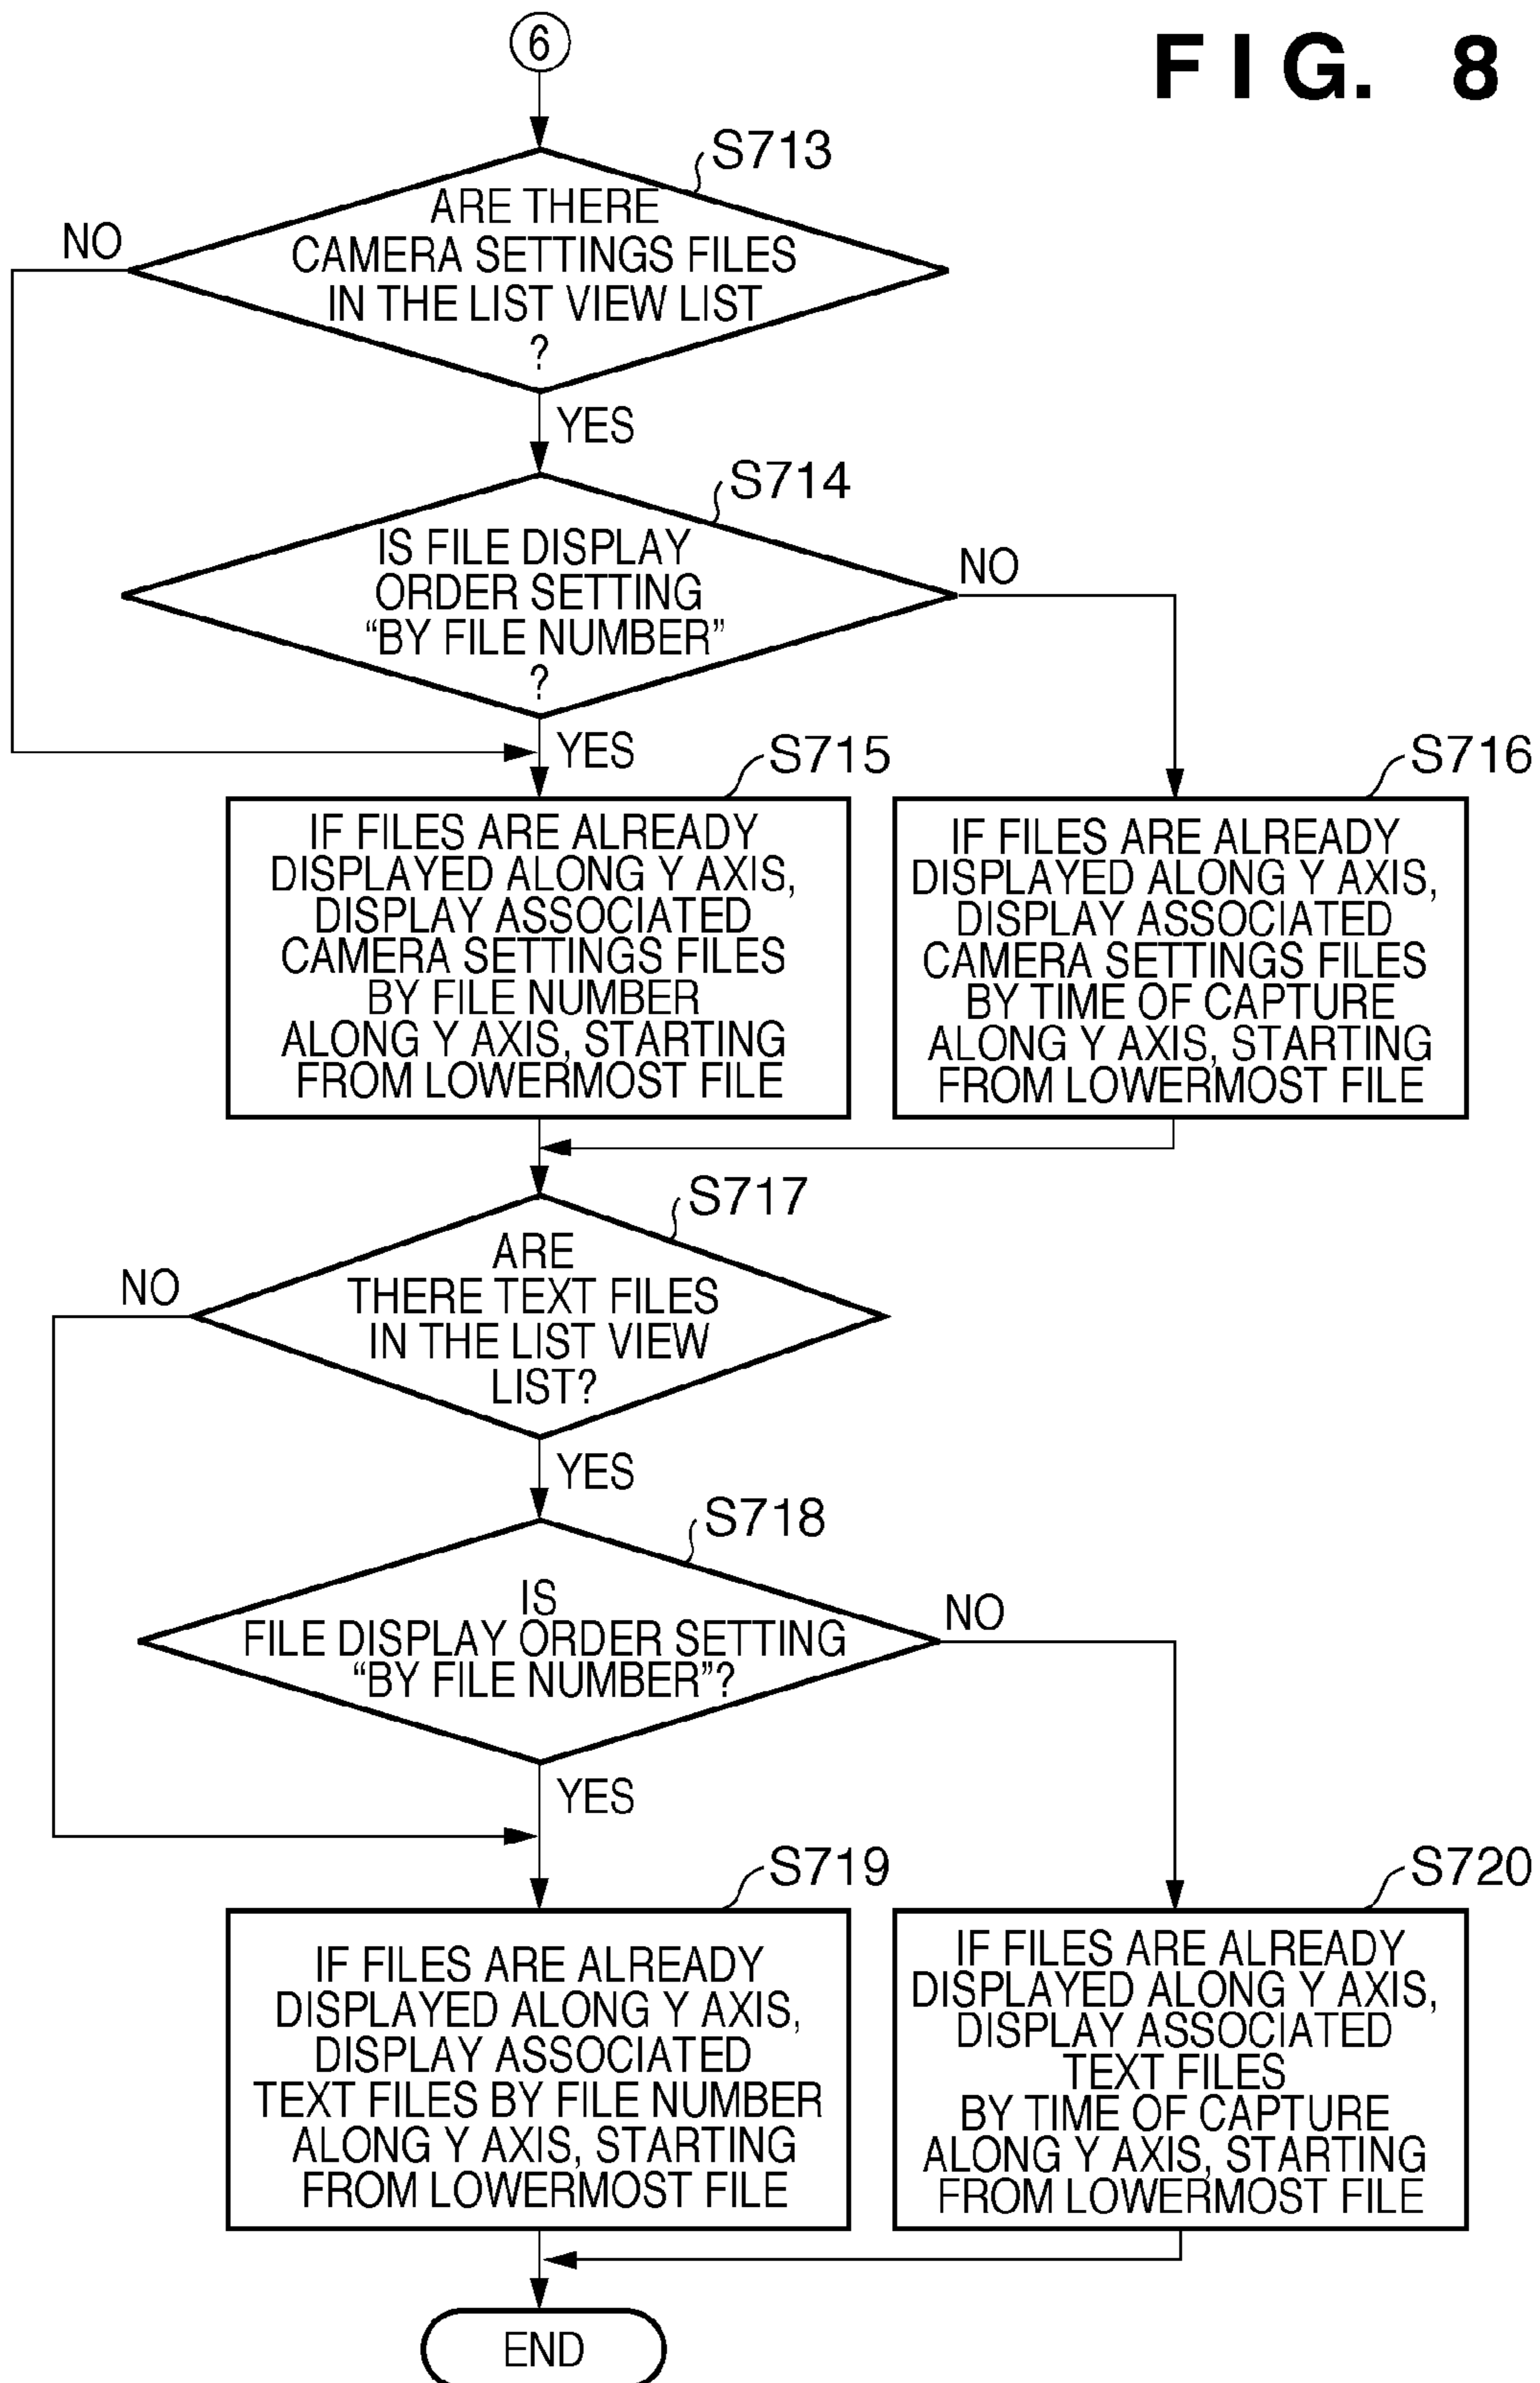 6
FIG. 8
S713
ARE THERE
CAMERA SETTINGS FILES
IN THE LIST VIEW LIST
?
NO
YES
S714
IS FILE DISPLAY
ORDER SETTING
“BY FILE NUMBER”
?
NO
YES
S715
IF FILES ARE ALREADY
DISPLAYED ALONG Y AXIS,
DISPLAY ASSOCIATED
CAMERA SETTINGS FILES
BY FILE NUMBER
ALONG Y AXIS, STARTING
FROM LOWERMOST FILE
S716
IF FILES ARE ALREADY
DISPLAYED ALONG Y AXIS,
DISPLAY ASSOCIATED
CAMERA SETTINGS FILES
BY TIME OF CAPTURE
ALONG Y AXIS, STARTING
FROM LOWERMOST FILE
S717
ARE
THERE TEXT FILES
IN THE LIST VIEW
LIST?
NO
YES
S718
IS
FILE DISPLAY ORDER SETTING
“BY FILE NUMBER”?
NO
YES
S719
IF FILES ARE ALREADY
DISPLAYED ALONG Y AXIS,
DISPLAY ASSOCIATED
TEXT FILES BY FILE NUMBER
ALONG Y AXIS, STARTING
FROM LOWERMOST FILE
S720
IF FILES ARE ALREADY
DISPLAYED ALONG Y AXIS,
DISPLAY ASSOCIATED
TEXT FILES
BY TIME OF CAPTURE
ALONG Y AXIS, STARTING
FROM LOWERMOST FILE
END